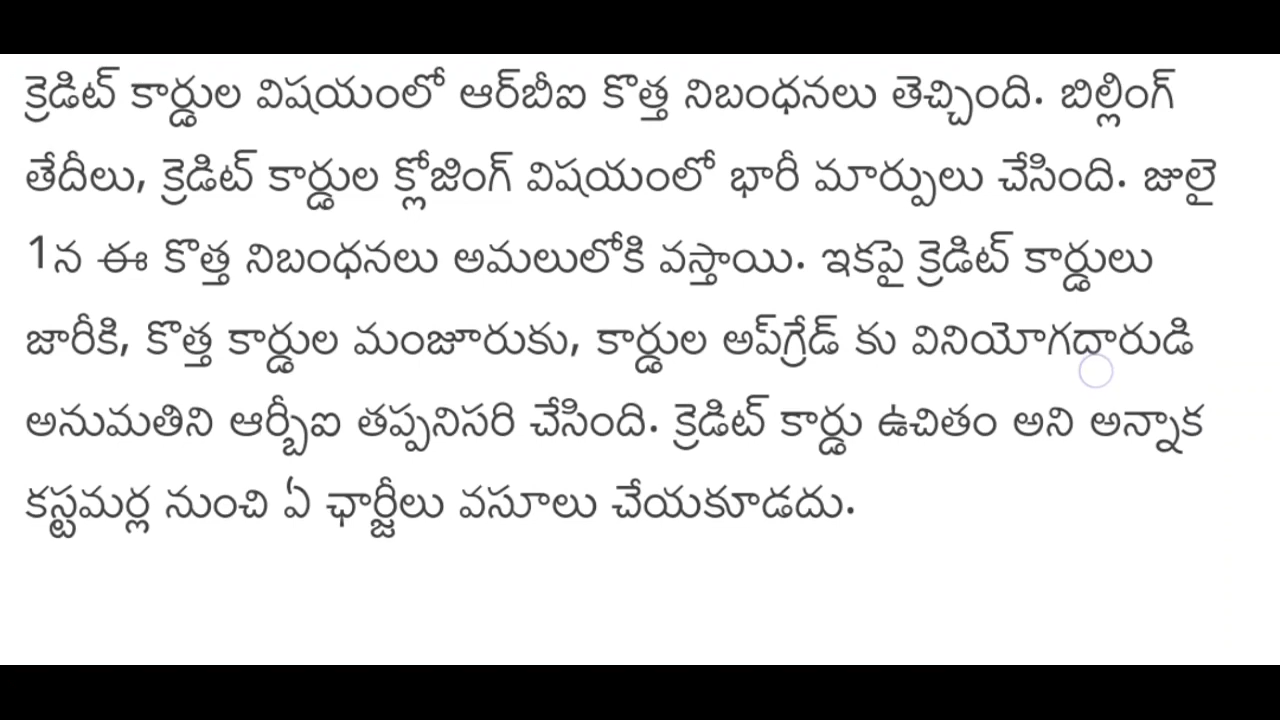 క్రెడిట్ కార్డుల విషయంలో ఆర్‌బీఐ కొత్త నిబంధనలు తెచ్చింది. బిల్లింగ్
తేదీలు, క్రెడిట్ కార్డుల క్లోజింగ్ విషయంలో భారీ మార్పులు చేసింది. జులై
1న ఈ కొత్త నిబంధనలు అమలులోకి వస్తాయి. ఇకపై క్రెడిట్ కార్డులు
జారీకి, కొత్త కార్డుల మంజూరుకు, కార్డుల అప్‌గ్రేడ్ కు వినియోగదారుడి
అనుమతిని ఆర్బీఐ తప్పనిసరి చేసింది. క్రెడిట్ కార్డు ఉచితం అని అన్నాక
కస్టమర్ల నుంచి ఏ ఛార్జీలు వసూలు చేయకూడదు.